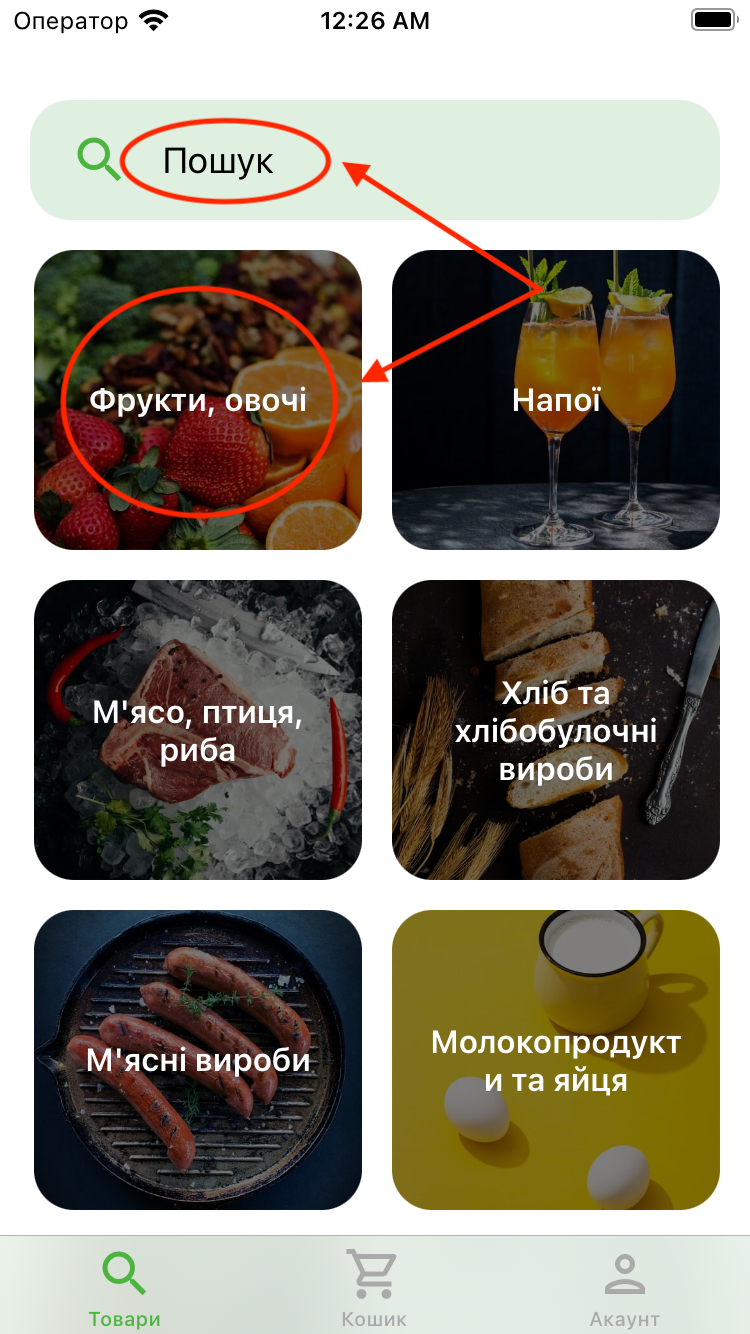 Оператор 12:26 AM
Пошук
Фрукти, овочі
Напої
М'ясо, птиця,
риба
Хліб та
хлібобулочні
вироби
М'ясні вироби
Молокопродукт
и та яйця
Товари
Кошик
Акаунт